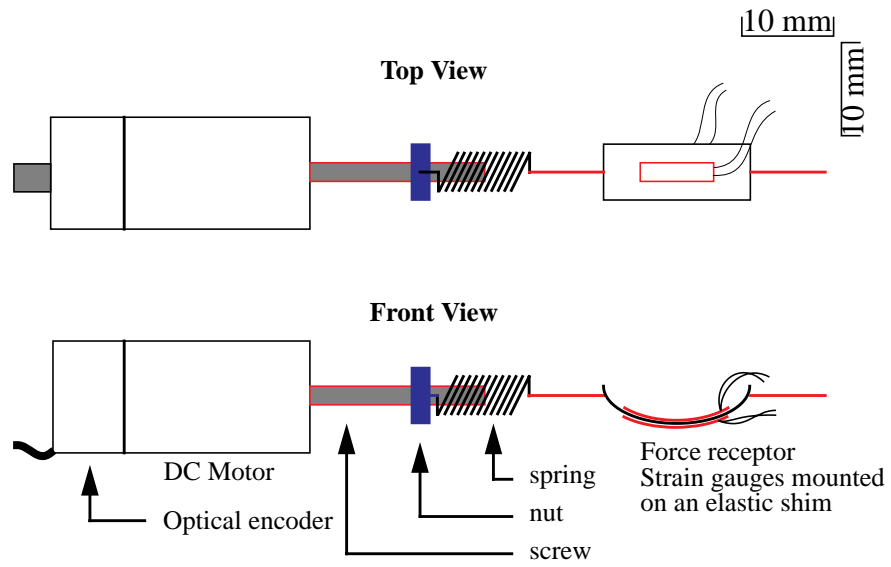 10 mm
10 mm
Top View
Front View
DC Motor
Optical encoder
spring
nut
screw
Force receptor
Strain gauges mounted
on an elastic shim